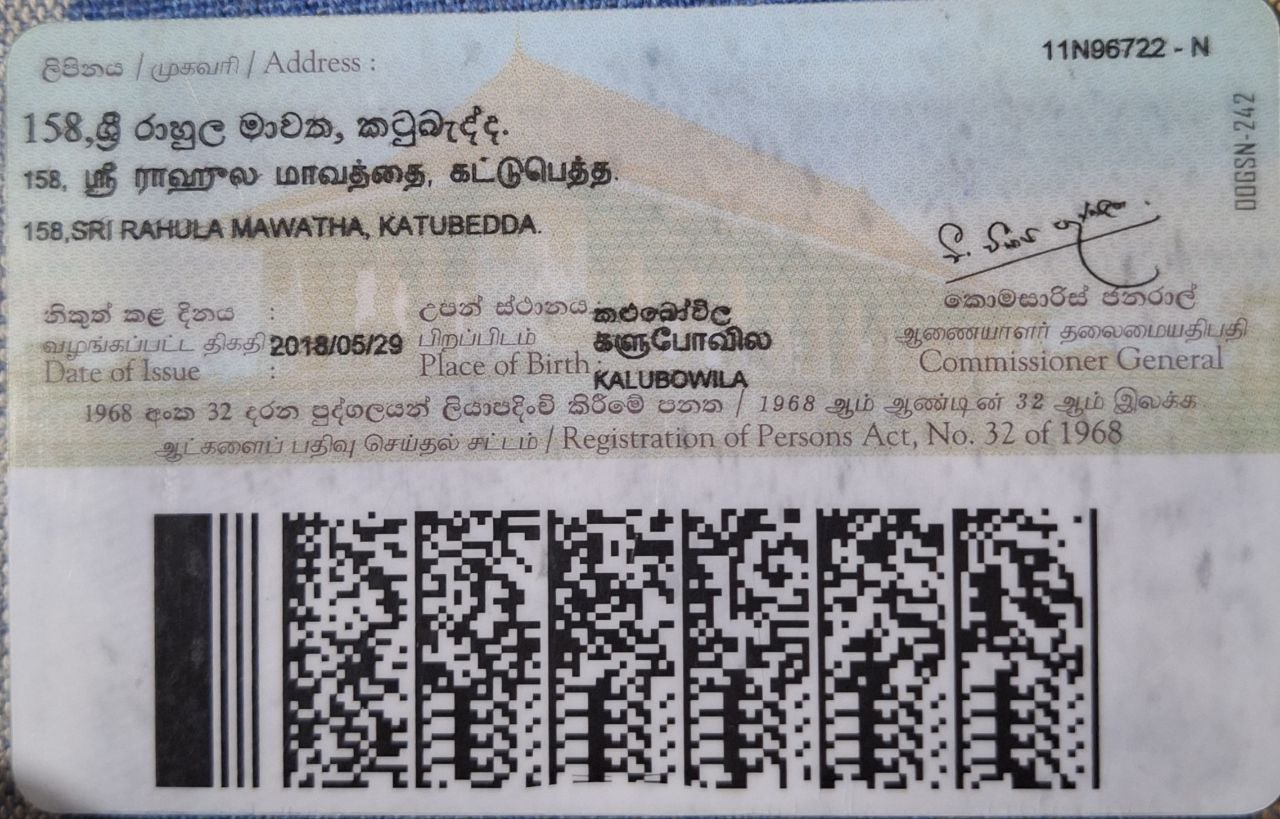 ලිපිනය / முகவரி / Address :
11N96722 - N
158,ශ්‍රී රාහුල මාවත, කටුබැද්ද.
158, ஸ்ரீ ராஹுல மாவத்தை, கட்டுபெத்த.
158,SRI RAHULA MAWATHA, KATUBEDDA.
00GSN-242
නිකුත් කළ දිනය :
வழங்கப்பட்ட திகதி 2018/05/29
Date of Issue :
උපන් ස්ථානය කළුබෝවිල
பிறப்பிடம் : களுபோவில
Place of Birth : KALUBOWILA
කොමසාරිස් ජනරාල්
ஆணையாளர் தலைமையதிபதி
Commissioner General
1968 අංක 32 දරන පුද්ගලයන් ලියාපදිංචි කිරීමේ පනත / 1968 ஆம் ஆண்டின் 32 ஆம் இலக்க
ஆட்களைப் பதிவு செய்தல் சட்டம் / Registration of Persons Act, No. 32 of 1968